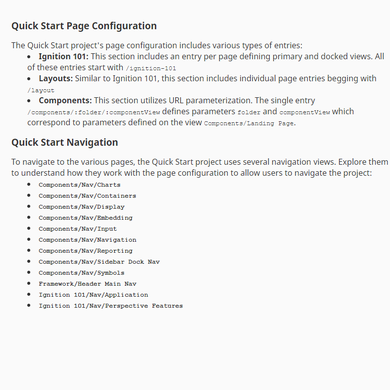 Quick Start Page Configuration
The Quick Start project's page configuration includes various types of entries:
• Ignition 101: This section includes an entry per page defining primary and docked views. All
of these entries start with /ignition-101
• Layouts: Similar to Ignition 101, this section includes individual page entries begging with
/layout
• Components: This section utilizes URL parameterization. The single entry
/components/:folder/:componentView defines parameters folder and componentView which
correspond to parameters defined on the view Components/Landing Page.
Quick Start Navigation
To navigate to the various pages, the Quick Start project uses several navigation views. Explore them
to understand how they work with the page configuration to allow users to navigate the project:
• Components/Nav/Charts
• Components/Nav/Containers
• Components/Nav/Display
• Components/Nav/Embedding
• Components/Nav/Input
• Components/Nav/Navigation
• Components/Nav/Reporting
• Components/Nav/Sidebar Dock Nav
• Components/Nav/Symbols
• Framework/Header Main Nav
• Ignition 101/Nav/Application
• Ignition 101/Nav/Perspective Features